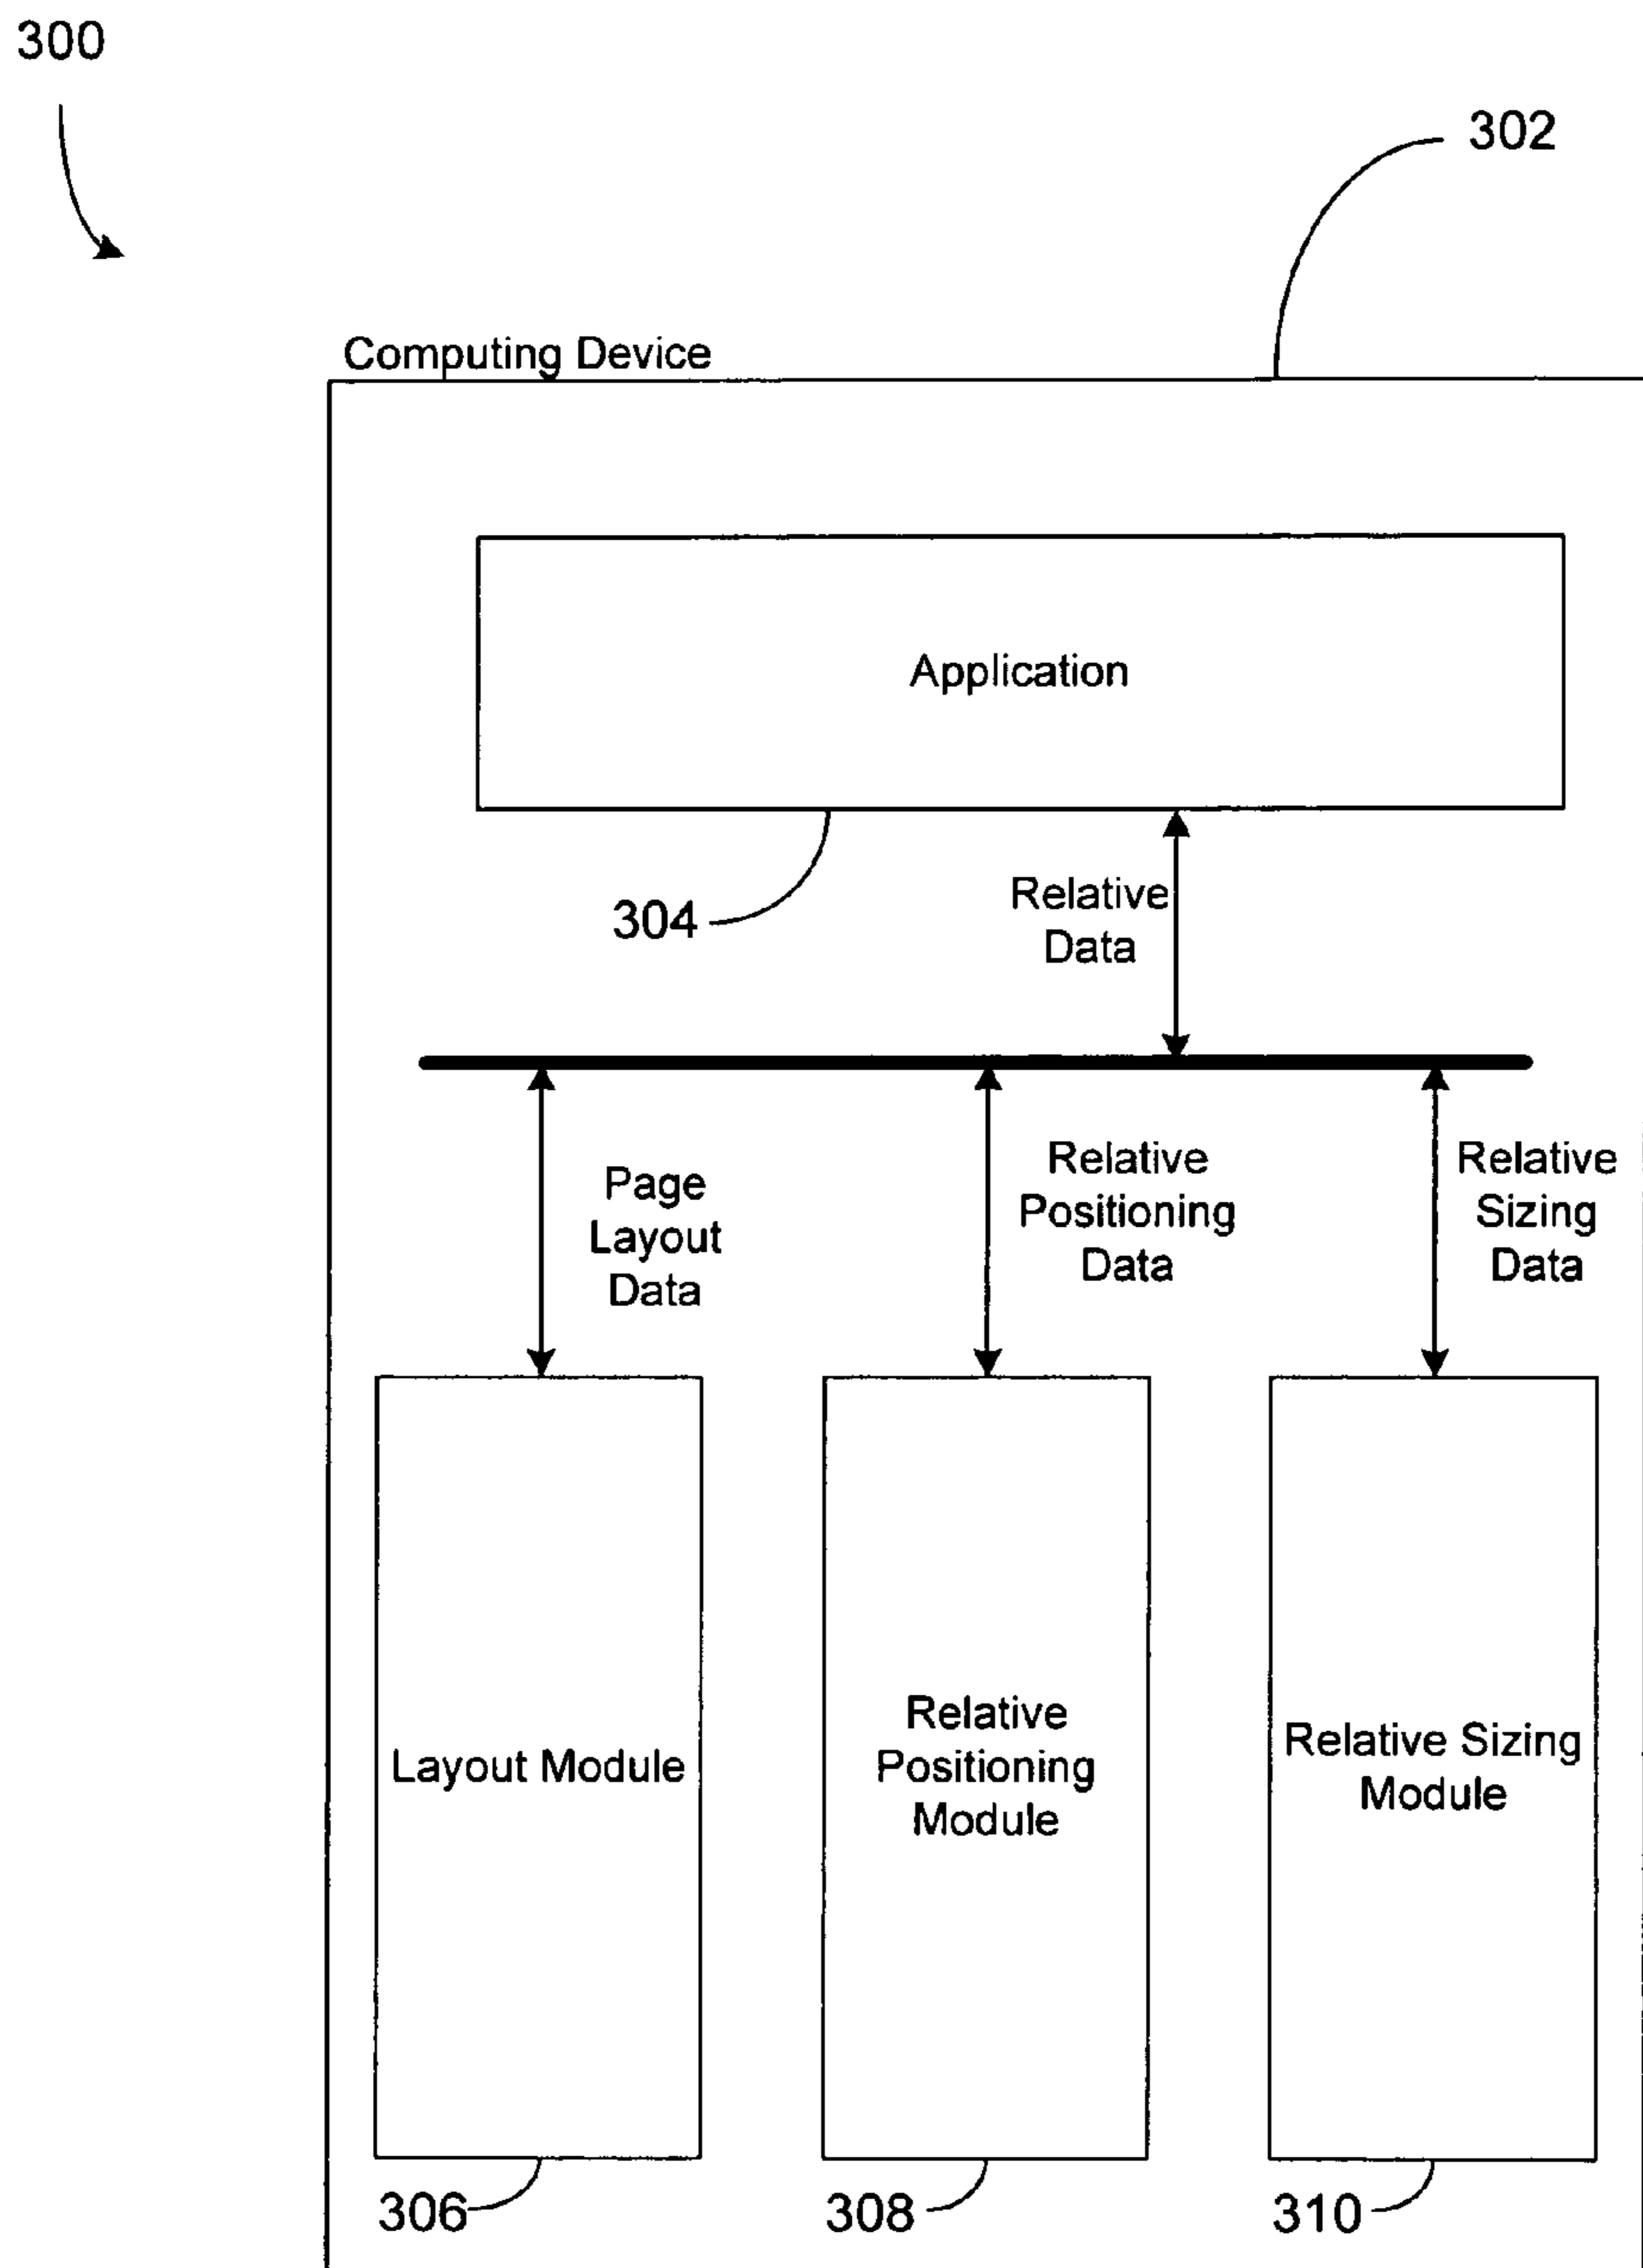 300
302
Computing Device
Application
304
Relative
Data
Page
Layout
Data
Relative
Positioning
Data
Relative
Sizing
Data
Layout Module
Relative
Positioning
Module
Relative Sizing
Module
306
308
310